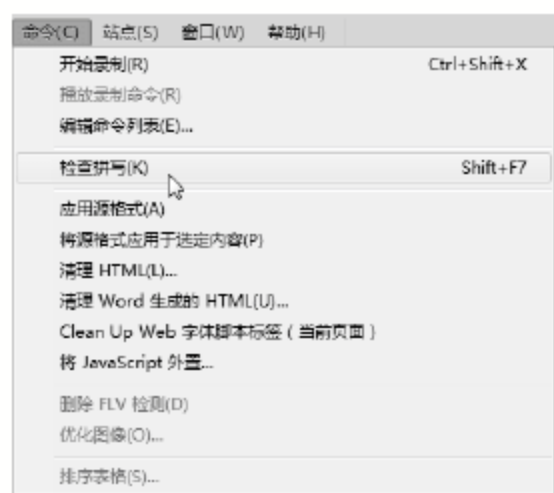 命令(C) 站点(S) 窗口(W) 帮助(H)
开始录制(R) Ctrl+Shift+X
播放录制命令(R)
编辑命令列表(E)...
检查拼写(K) Shift+F7
应用源格式(A)
将源格式应用于选定内容(P)
清理 HTML(L)...
清理 Word 生成的 HTML(U)...
Clean Up Web 字体脚本标签 ( 当前页面 )
将 JavaScript 外置...
删除 FLV 检测(D)
优化图像(O)...
排序表格(S)...